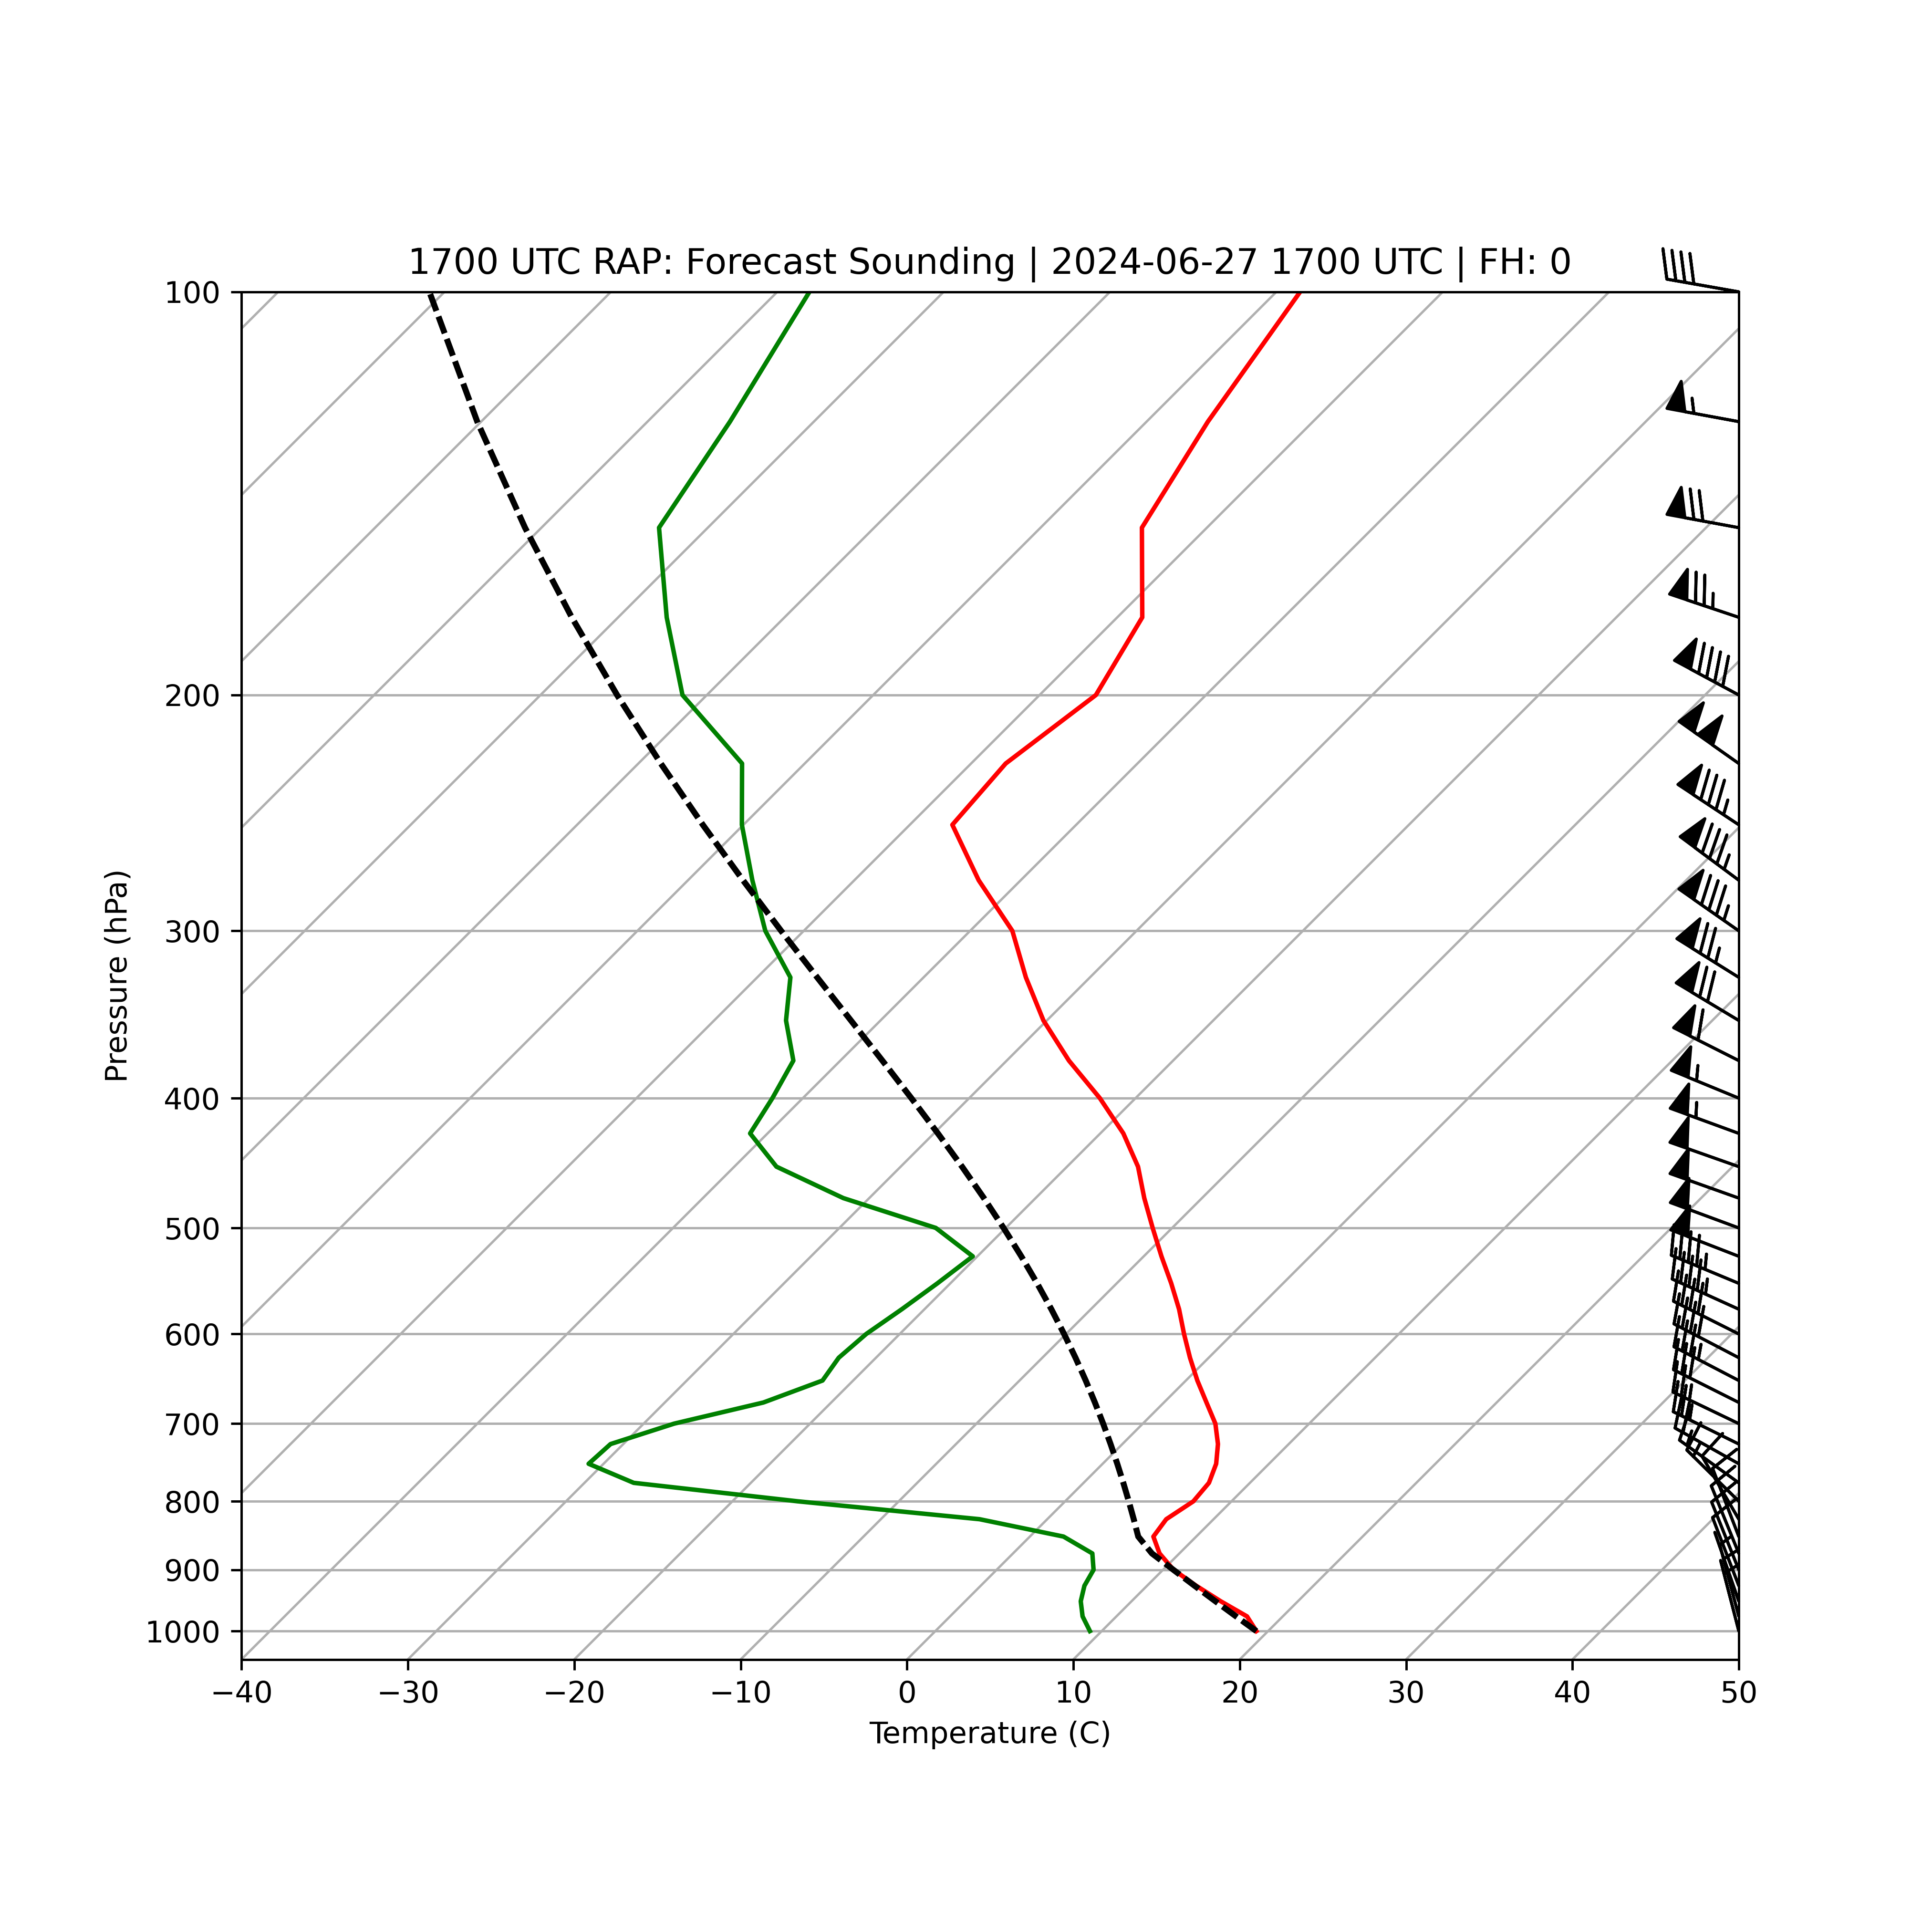 1700 UTC RAP: Forecast Sounding | 2024-06-27 1700 UTC | FH: 0
100
200
300
400
500
600
700
800
900
1000
Pressure (hPa)
−40 −30 −20 −10 0 10 20 30 40 50
Temperature (C)